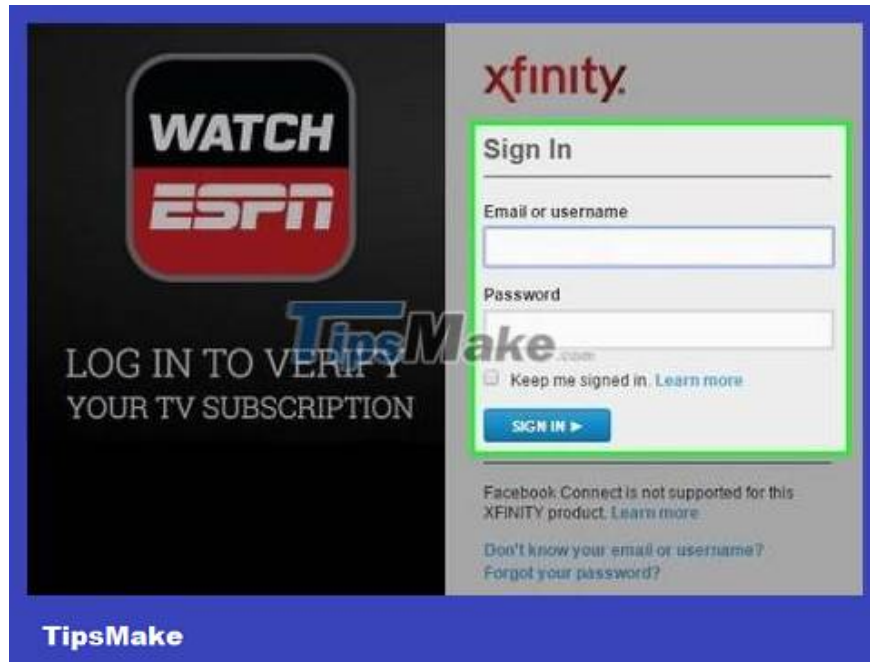 WATCH
ESPN
LOG IN TO VERIFY
YOUR TV SUBSCRIPTION
xfinity.
Sign In
Email or username
Password
Keep me signed in. Learn more
SIGN IN ►
Facebook Connect is not supported for this
XFINITY product. Learn more
Don't know your email or username?
Forgot your password?
TipsMake.com
TipsMake